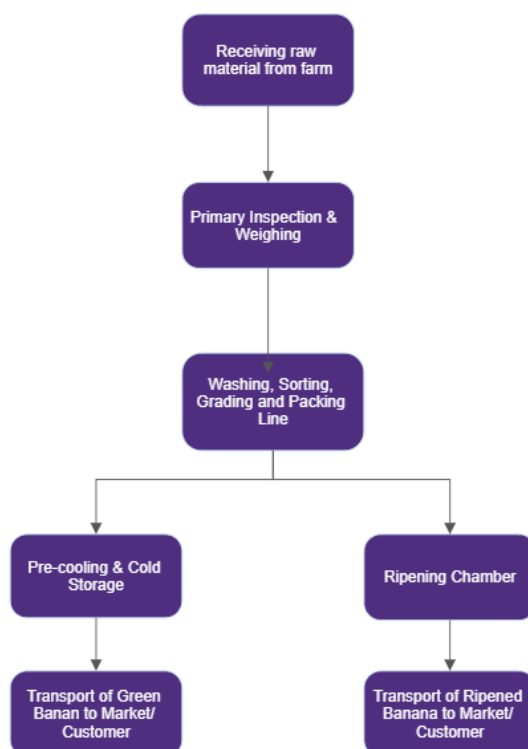 Receiving raw
material from farm
Primary Inspection &
Weighing
Washing, Sorting,
Grading and Packing
Line
Pre-cooling & Cold
Storage
Ripening Chamber
Transport of Green
Banan to Market/
Customer
Transport of Ripened
Banana to Market/
Customer